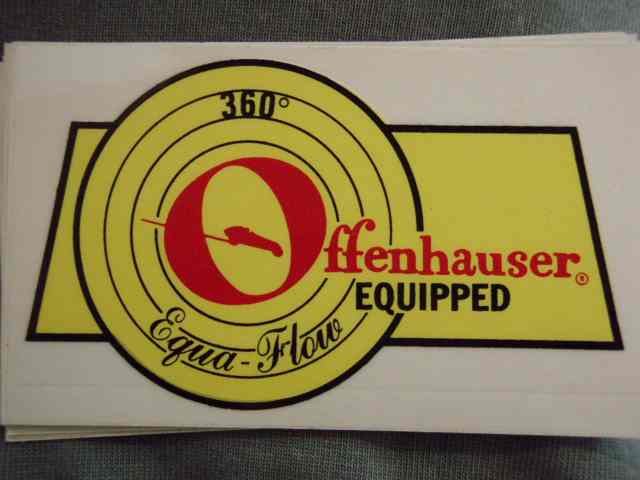 360°
Offenhauser®
EQUIPPED
Equa-Flow